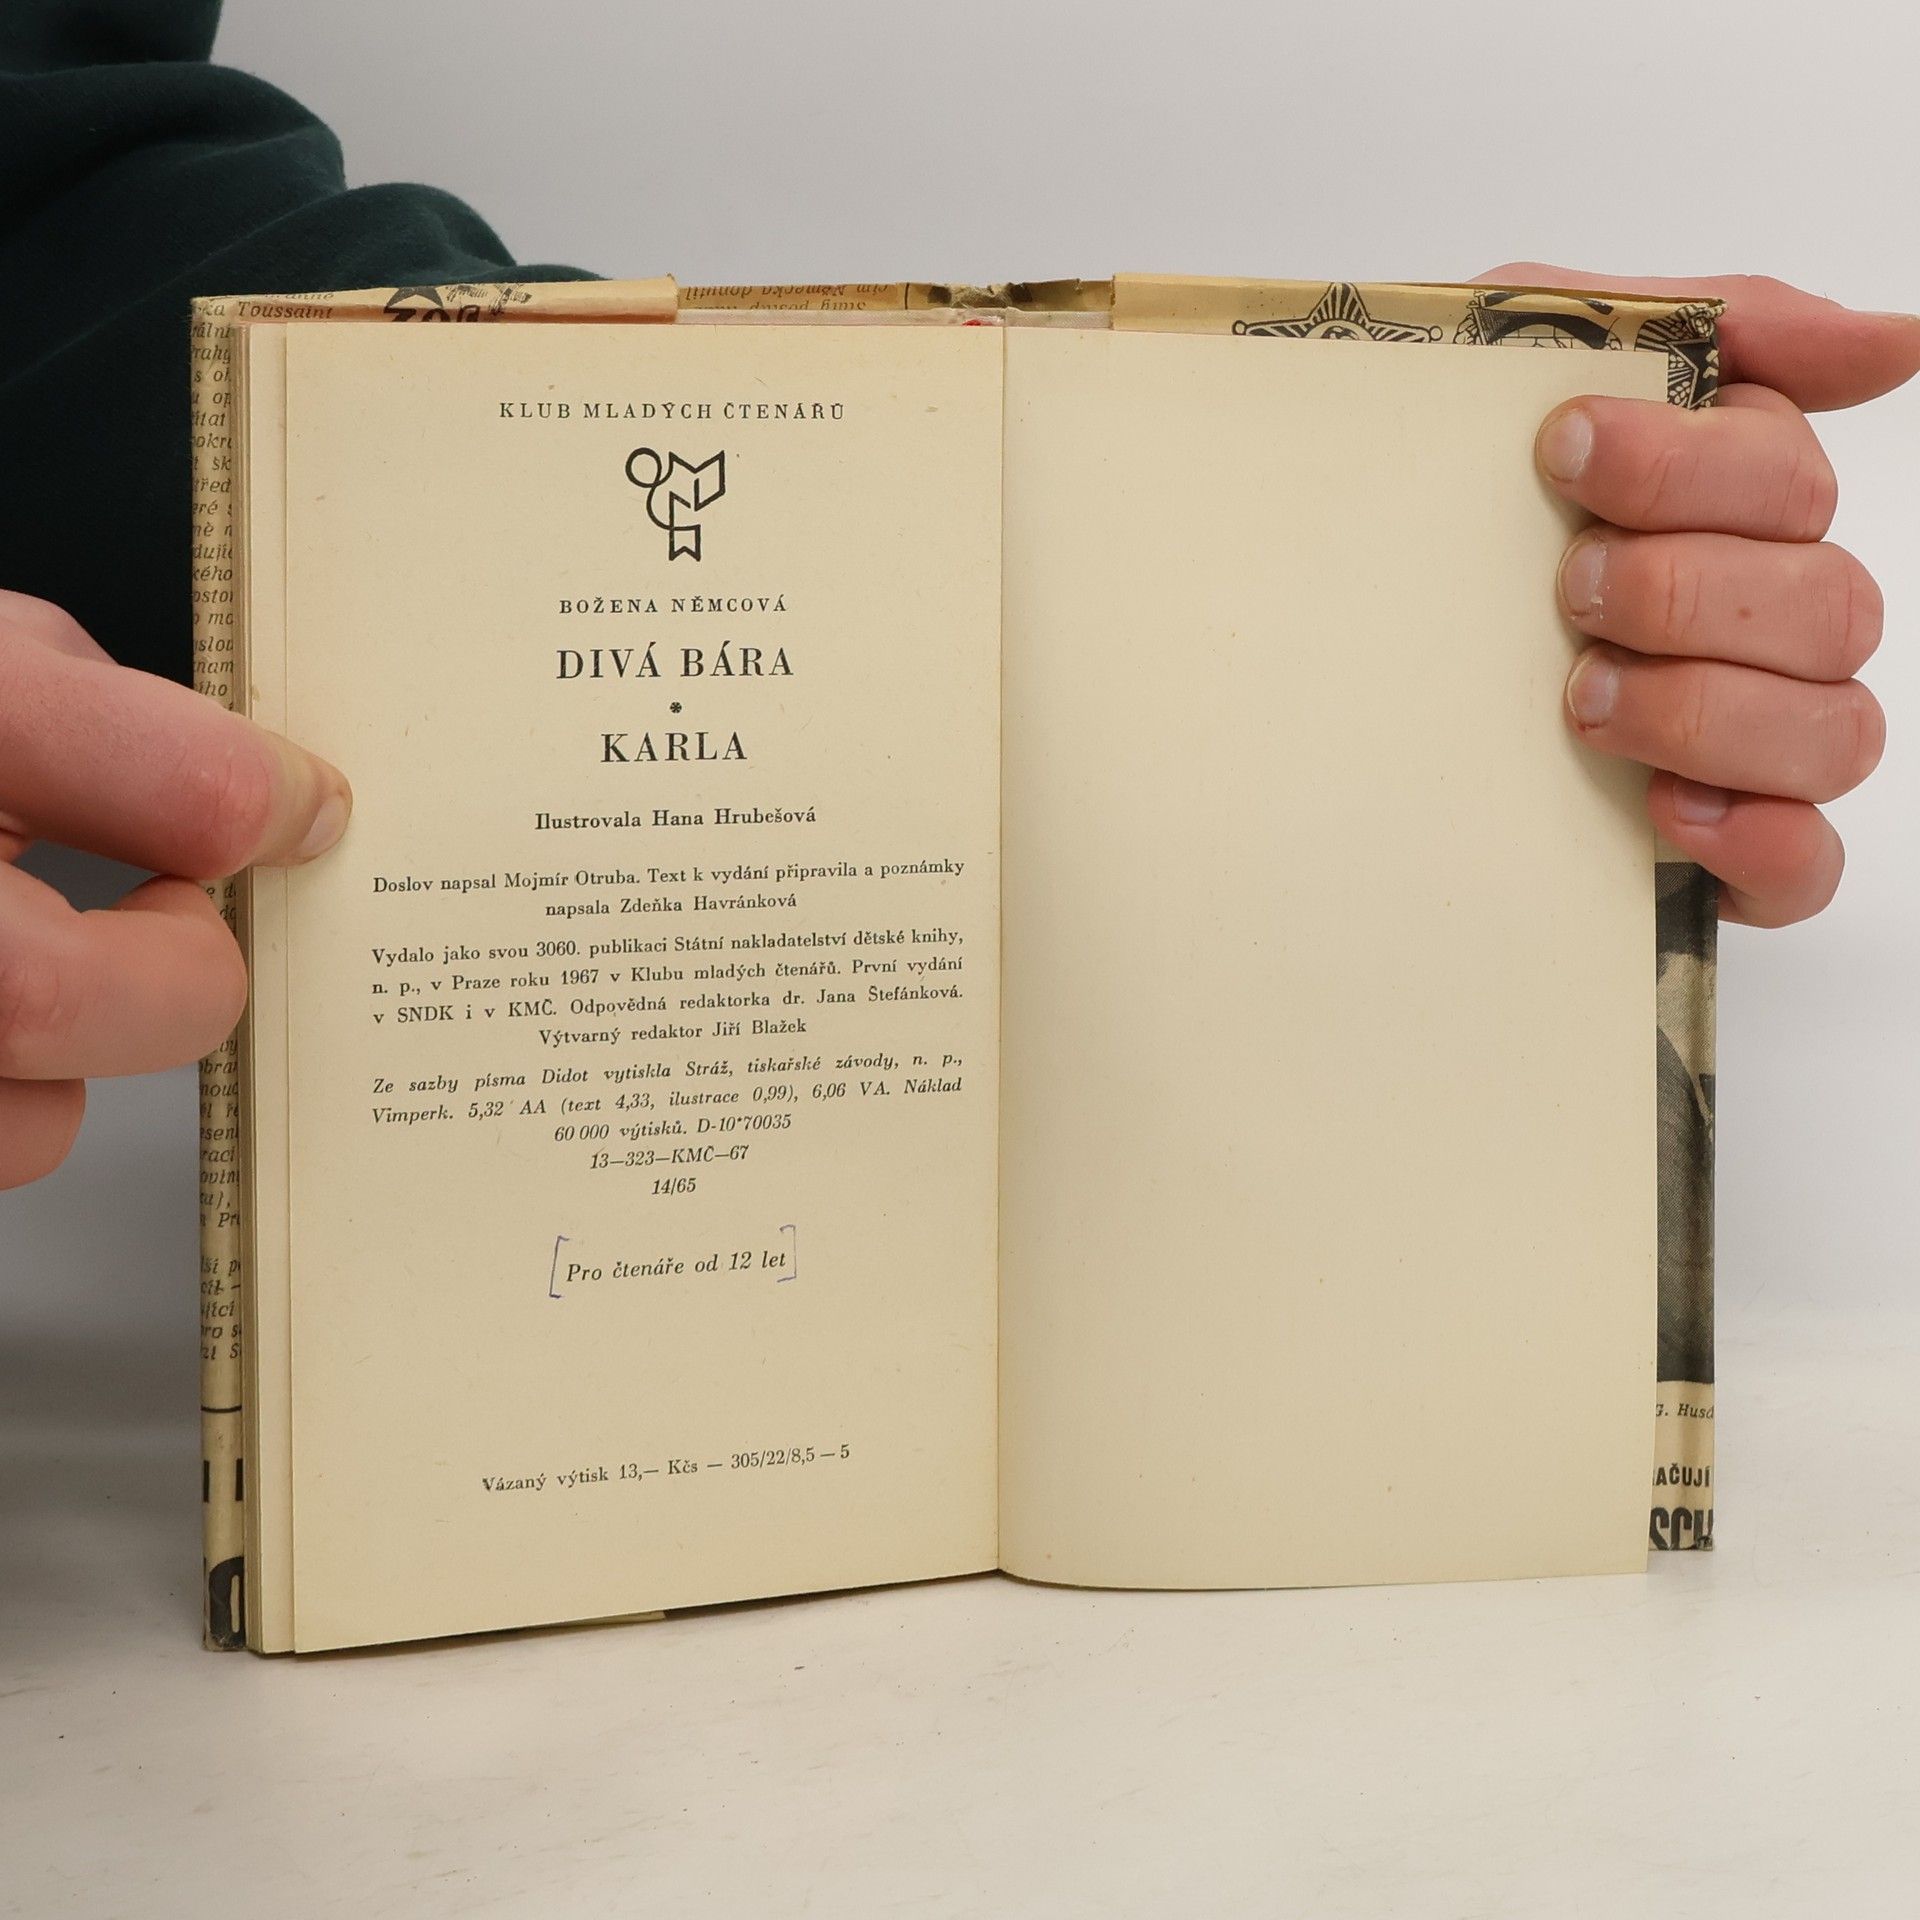 Toussaint
KLUB MLADÝCH ČTENÁŘŮ
BOŽENA NĚMCOVÁ
DIVÁ BÁRA
*
KARLA
Ilustrovala Hana Hrubešová
Doslov napsal Mojmír Otruba. Text k vydání připravila a poznámky
napsala Zdeňka Havránková
Vydalo jako svou 3060. publikaci Státní nakladatelství dětské knihy,
n. p., v Praze roku 1967 v Klubu mladých čtenářů. První vydání
v SNDK i v KMČ. Odpovědná redaktorka dr. Jana Štefánková.
Výtvarný redaktor Jiří Blažek
Ze sazby písma Didot vytiskla Stráž, tiskařské závody, n. p.,
Vimperk. 5,32 AA (text 4,33, ilustrace 0,99), 6,06 VA. Náklad
60 000 výtisků. D-10*70035
13—323—KMČ—67
14/65
[Pro čtenáře od 12 let]
Vázaný výtisk 13,— Kčs — 305/22/8,5 — 5